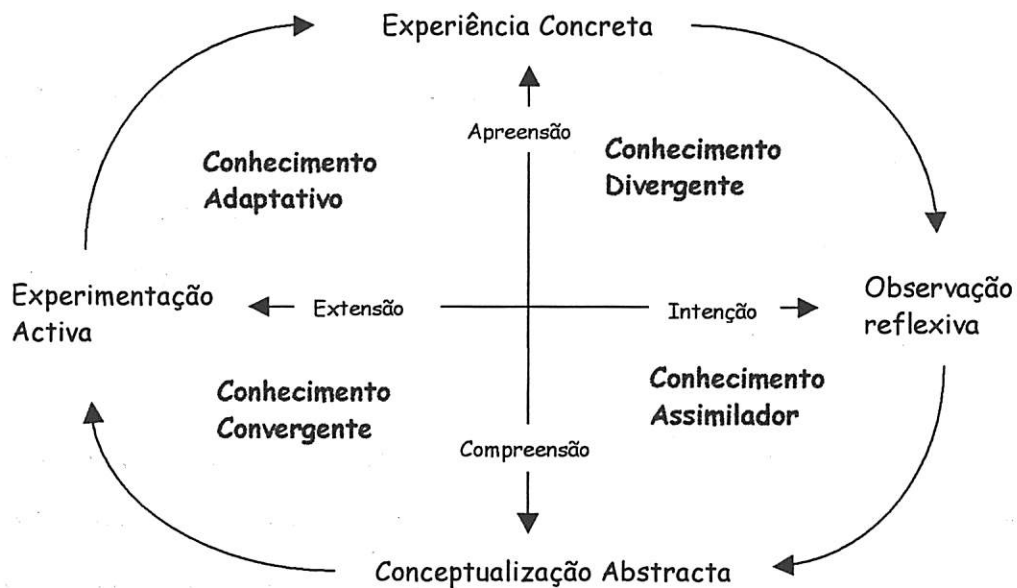 Experiência Concreta
Apreensão
Conhecimento
Adaptativo
Conhecimento
Divergente
Experimentação
Activa
Extensão
Intenção
Observação
reflexiva
Conhecimento
Convergente
Conhecimento
Assimilador
Compreensão
Conceptualização Abstracta